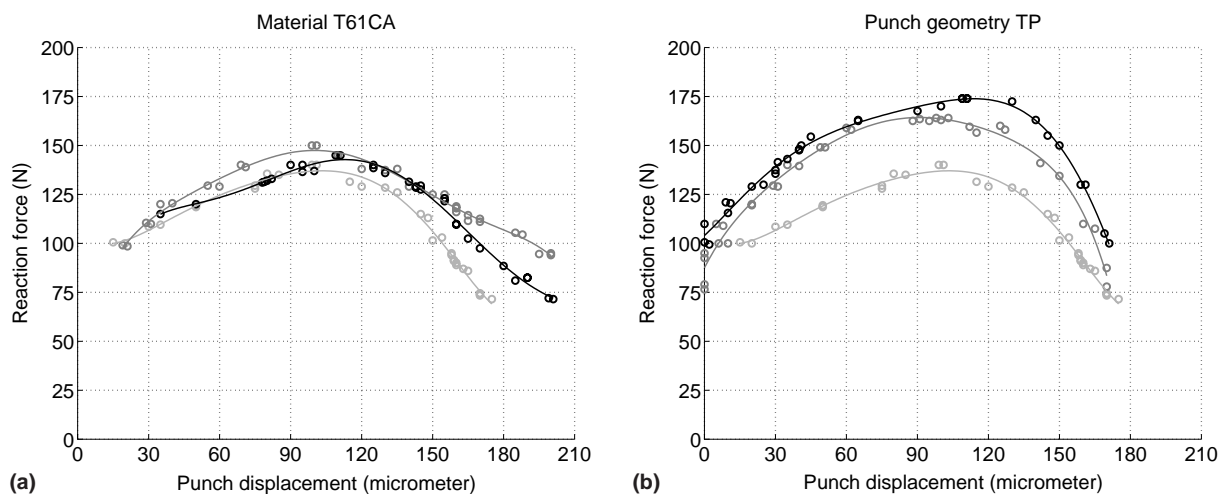 Material T61CA
200
175
150
125
100
75
50
25
0
Reaction force (N)
0 30 60 90 120 150 180 210
Punch displacement (micrometer)
(a)
Punch geometry TP
200
175
150
125
100
75
50
25
0
Reaction force (N)
0 30 60 90 120 150 180 210
Punch displacement (micrometer)
(b)